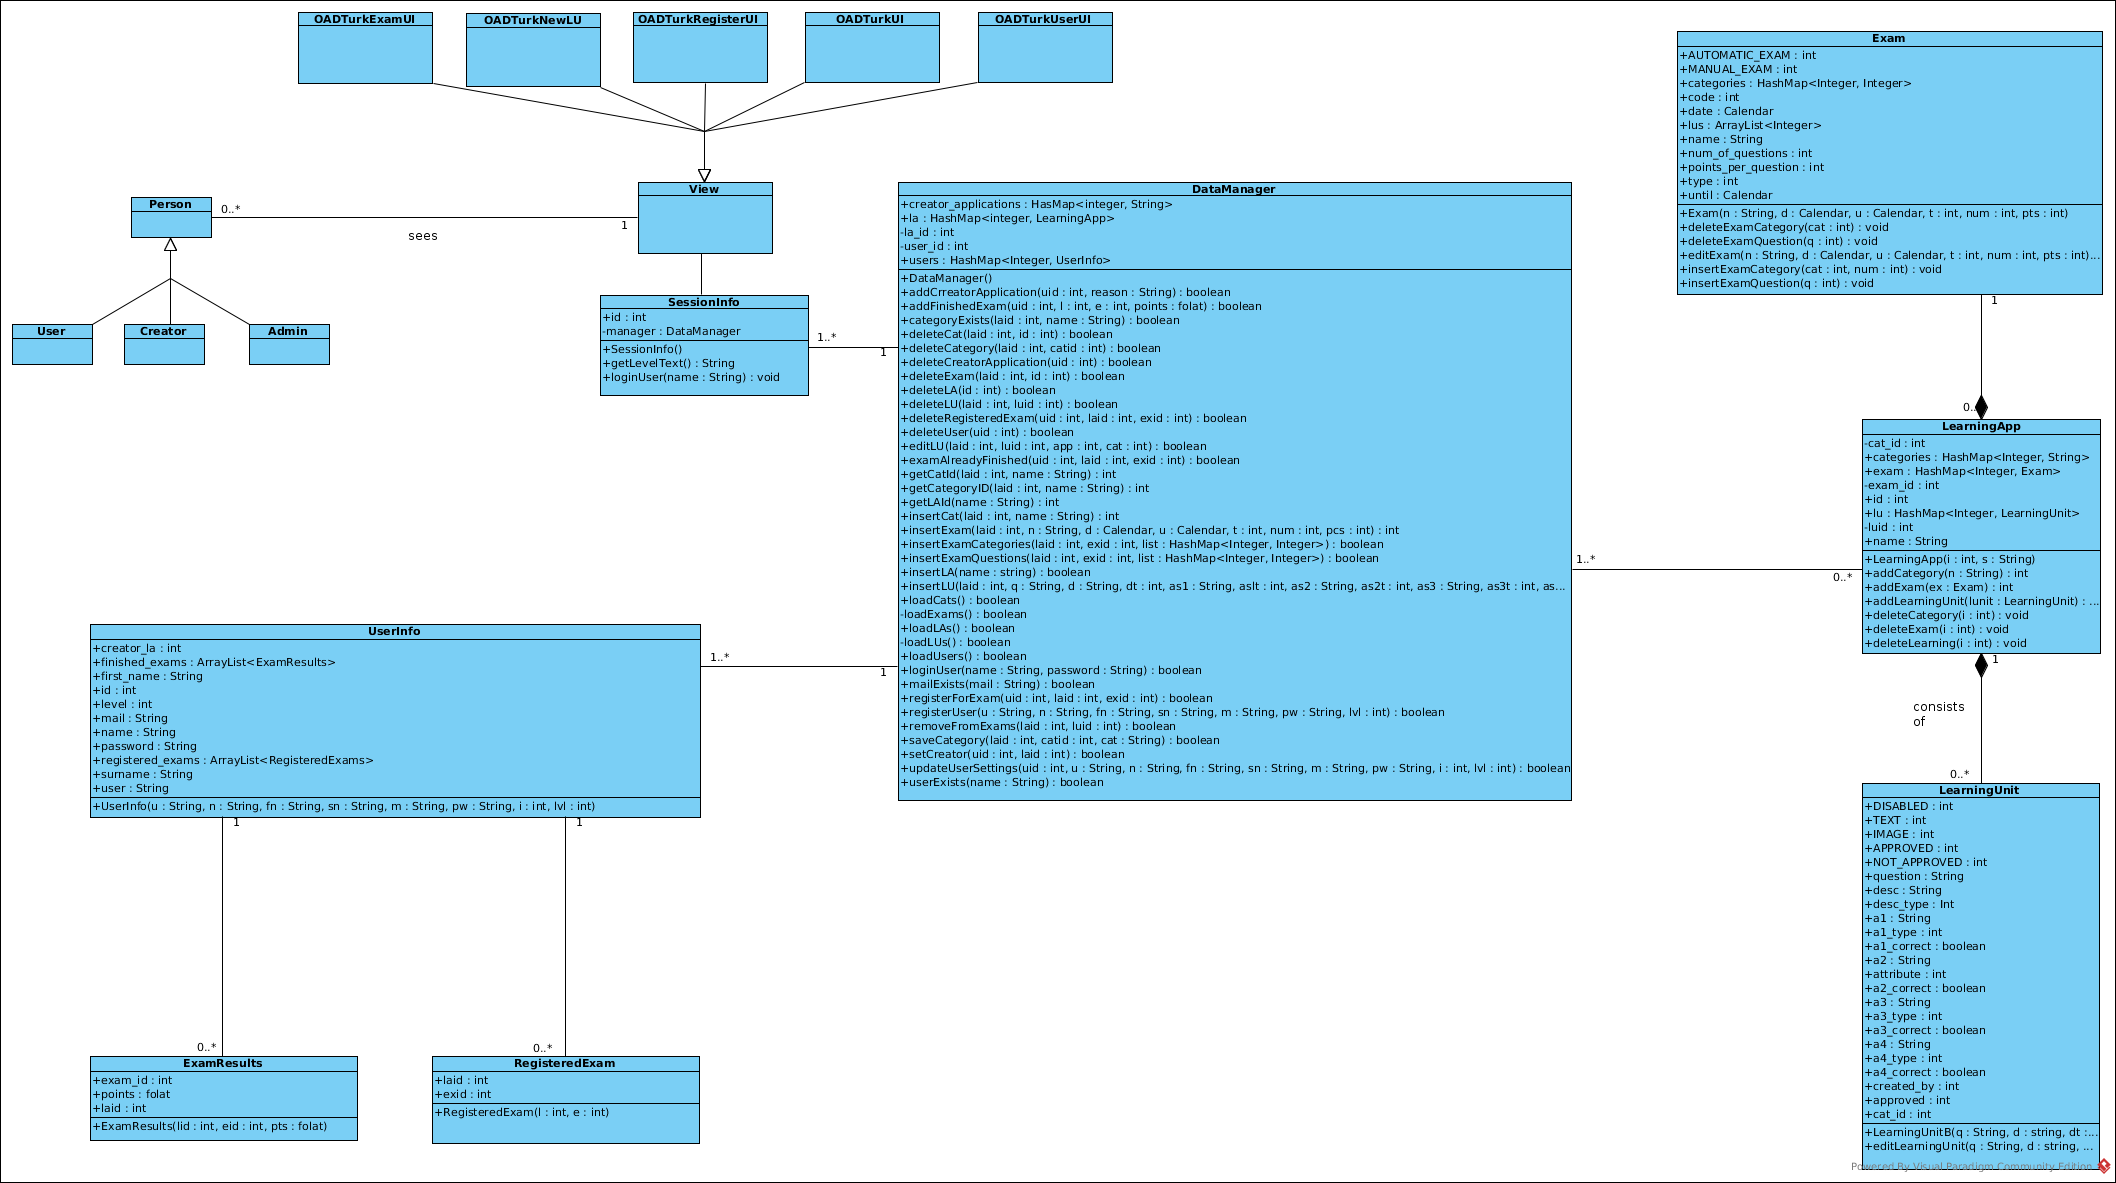 OADTurkExamUI
OADTurkNewLU
OADTurkRegisterUI
OADTurkUI
OADTurkUserUI
Exam
+AUTOMATIC_EXAM : int
+MANUAL_EXAM : int
+categories : HashMap<Integer, Integer>
+code : int
+date : Calendar
+lus : ArrayList<Integer>
+name : String
+num_of_questions : int
+points_per_question : int
+type : int
+until : Calendar
+Exam(n : String, d : Calendar, u : Calendar, t : int, num : int, pts : int)
+deleteExamCategory(cat : int) : void
+deleteExamQuestion(q : int) : void
+editExam(n : String, d : Calendar, u : Calendar, t : int, num : int, pts : int)...
+insertExamCategory(cat : int, num : int) : void
+insertExamQuestion(q : int) : void
1
0..
Person
0..*
sees
1
View
User
Creator
Admin
SessionInfo
+id : int
-manager : DataManager
+SessionInfo()
+getLevelText() : String
+loginUser(name : String) : void
1..*
1
DataManager
+creator_applications : HasMap<integer, String>
+la : HashMap<integer, LearningApp>
-la_id : int
-user_id : int
+users : HashMap<Integer, UserInfo>
+DataManager()
+addCrreatorApplication(uid : int, reason : String) : boolean
+addFinishedExam(uid : int, l : int, e : int, points : folat) : boolean
+categoryExists(laid : int, name : String) : boolean
+deleteCat(laid : int, id : int) : boolean
+deleteCategory(laid : int, catid : int) : boolean
+deleteCreatorApplication(uid : int) : boolean
+deleteExam(laid : int, id : int) : boolean
+deleteLA(id : int) : boolean
+deleteLU(laid : int, luid : int) : boolean
+deleteRegisteredExam(uid : int, laid : int, exid : int) : boolean
+deleteUser(uid : int) : boolean
+editLU(laid : int, luid : int, app : int, cat : int) : boolean
+examAlreadyFinished(uid : int, laid : int, exid : int) : boolean
+getCatId(laid : int, name : String) : int
+getCategoryID(laid : int, name : String) : int
+getLAId(name : String) : int
+insertCat(laid : int, name : String) : int
+insertExam(laid : int, n : String, d : Calendar, u : Calendar, t : int, num : int, pcs : int) : int
+insertExamCategories(laid : int, exid : int, list : HashMap<Integer, Integer>) : boolean
+insertExamQuestions(laid : int, exid : int, list : HashMap<Integer, Integer>) : boolean
+insertLA(name : string) : boolean
+insertLU(laid : int, q : String, d : String, dt : int, as1 : String, aslt : int, as2 : String, as2t : int, as3 : String, as3t : int, as...
+loadCats() : boolean
-loadExams() : boolean
+loadLAs() : boolean
-loadLUs() : boolean
+loadUsers() : boolean
+loginUser(name : String, password : String) : boolean
+mailExists(mail : String) : boolean
+registerForExam(uid : int, laid : int, exid : int) : boolean
+registerUser(u : String, n : String, fn : String, sn : String, m : String, pw : String, lvl : int) : boolean
+removeFromExams(laid : int, luid : int) : boolean
+saveCategory(laid : int, catid : int, cat : String) : boolean
+setCreator(uid : int, laid : int) : boolean
+updateUserSettings(uid : int, u : String, n : String, fn : String, sn : String, m : String, pw : String, i : int, lvl : int) : boolean
+userExists(name : String) : boolean
1..*
0..*
LearningApp
-cat_id : int
+categories : HashMap<Integer, String>
+exam : HashMap<Integer, Exam>
-exam_id : int
+id : int
+lu : HashMap<Integer, LearningUnit>
-luid : int
+name : String
+LearningApp(i : int, s : String)
+addCategory(n : String) : int
+addExam(ex : Exam) : int
+addLearningUnit(lunit : LearningUnit) : ...
+deleteCategory(i : int) : void
+deleteExam(i : int) : void
+deleteLearning(i : int) : void
1
consists
of
0..*
UserInfo
+creator_la : int
+finished_exams : ArrayList<ExamResults>
+first_name : String
+id : int
+level : int
+mail : String
+name : String
+password : String
+registered_exams : ArrayList<RegisteredExams>
+surname : String
+user : String
+UserInfo(u : String, n : String, fn : String, sn : String, m : String, pw : String, i : int, lvl : int)
1..*
1
1
1
0..*
0..*
ExamResults
+exam_id : int
+points : folat
+laid : int
+ExamResults(lid : int, eid : int, pts : folat)
RegisteredExam
+laid : int
+exid : int
+RegisteredExam(l : int, e : int)
LearningUnit
+DISABLED : int
+TEXT : int
+IMAGE : int
+APPROVED : int
+NOT_APPROVED : int
+question : String
+desc : String
+desc_type : Int
+a1 : String
+a1_type : int
+a1_correct : boolean
+a2 : String
+attribute : int
+a2_correct : boolean
+a3 : String
+a3_type : int
+a3_correct : boolean
+a4 : String
+a4_type : int
+a4_correct : boolean
+created_by : int
+approved : int
+cat_id : int
+LearningUnitB(q : String, d : string, dt :...
+editLearningUnit(q : String, d : string, ...
Powered By Visual Paradigm Community Edition